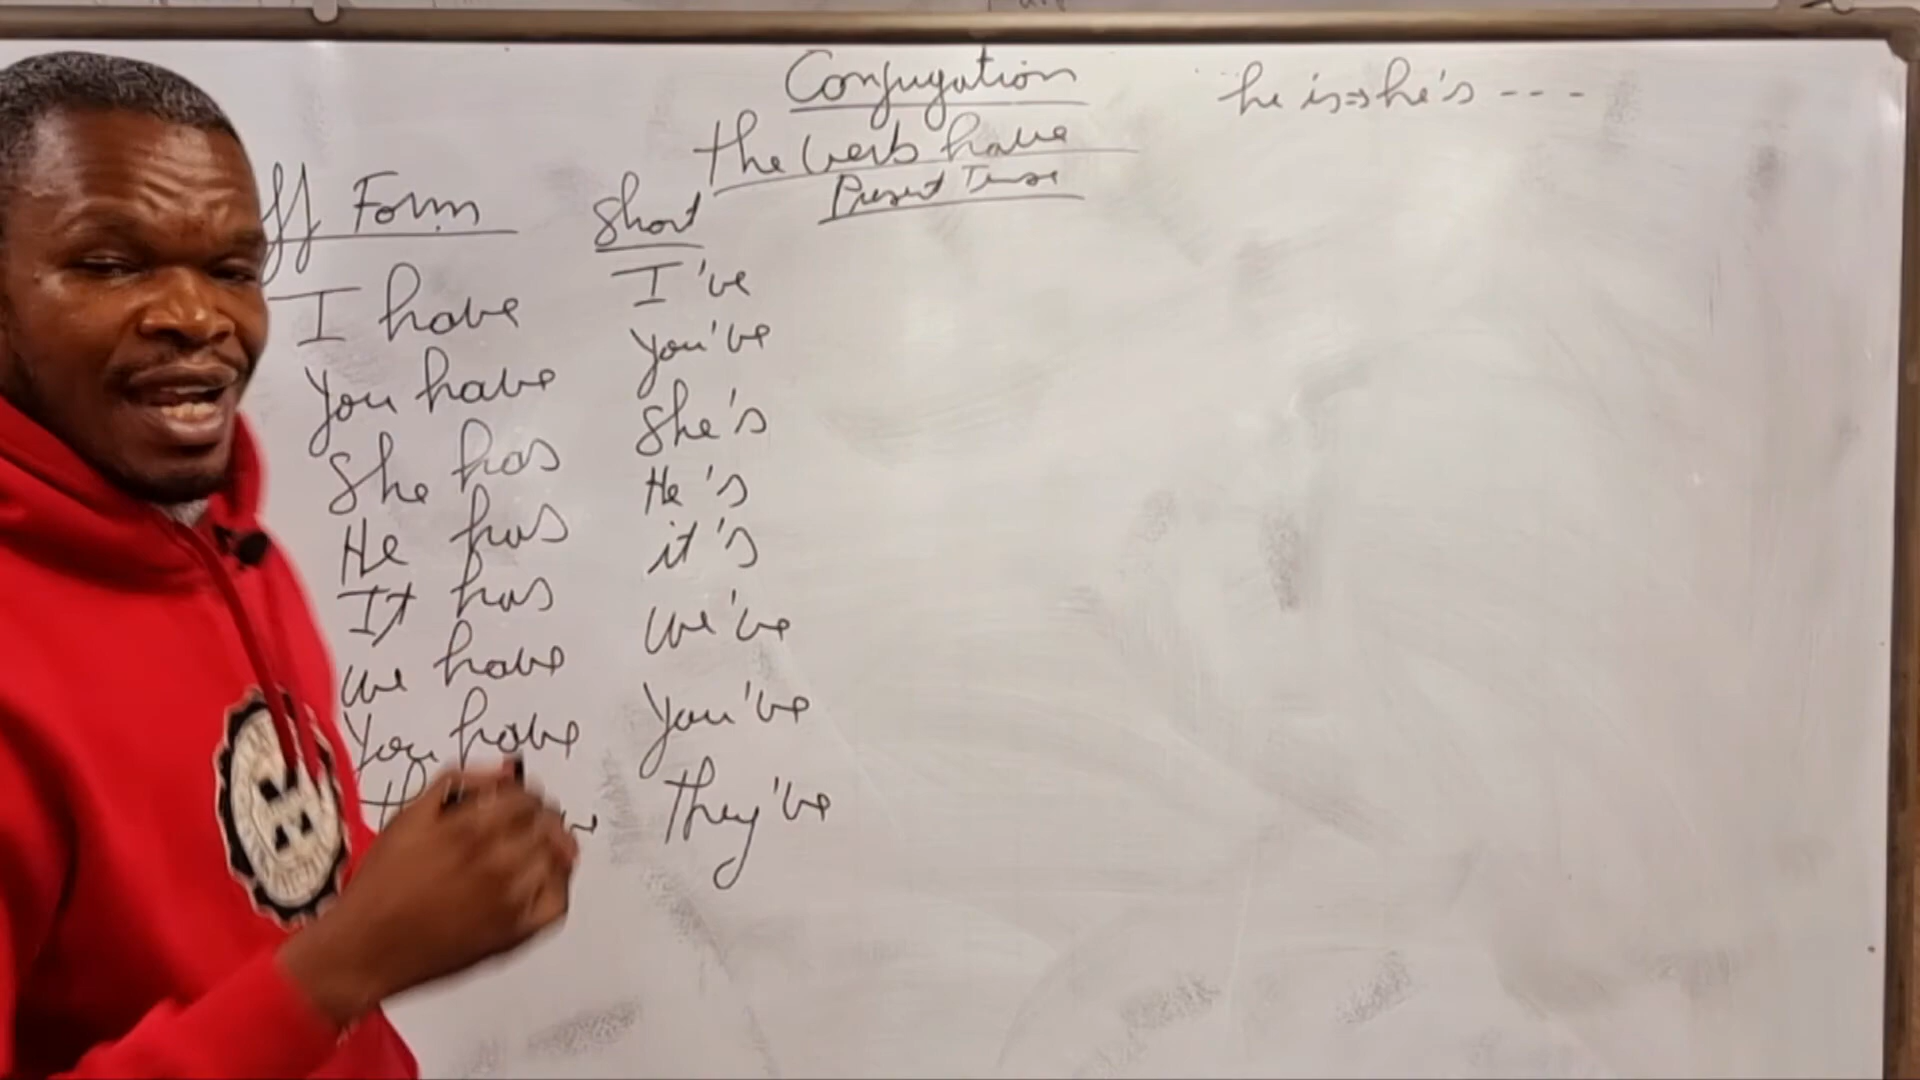 Conjugation
he is⇒he's ---
the verb have
Present Tense
ff Form Short
I have I've
You have You've
She has She's
He has He's
It has it's
we have we've
You have You've
they've